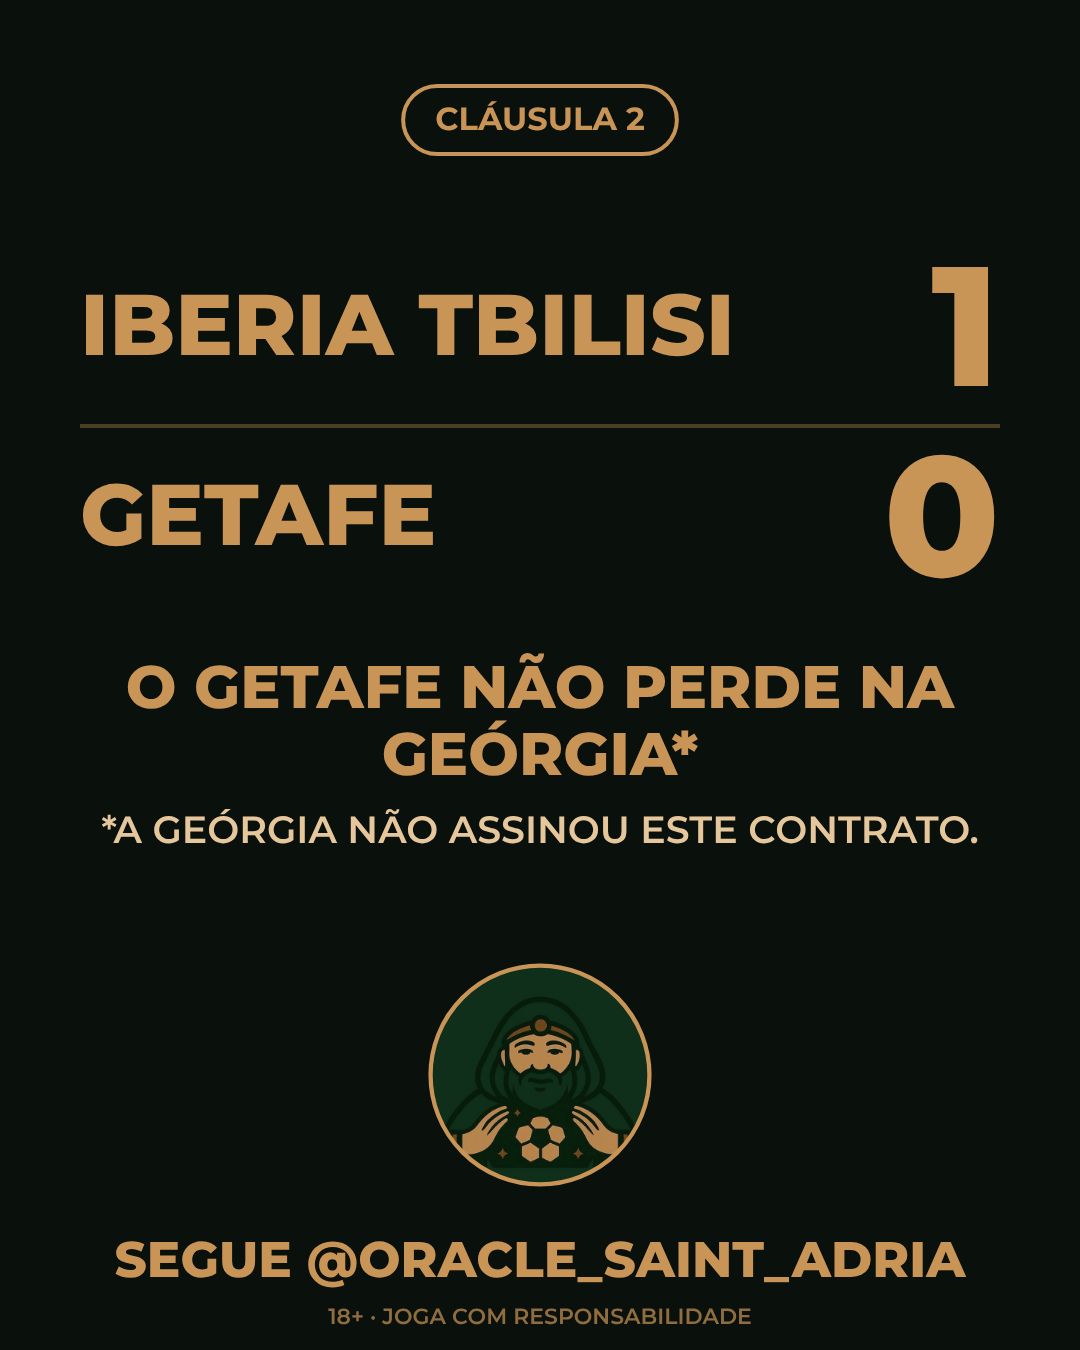 CLÁUSULA 2
IBERIA TBILISI 1
GETAFE 0
O GETAFE NÃO PERDE NA
GEÓRGIA*
*A GEÓRGIA NÃO ASSINOU ESTE CONTRATO.
SEGUE @ORACLE_SAINT_ADRIA
18+ · JOGA COM RESPONSABILIDADE